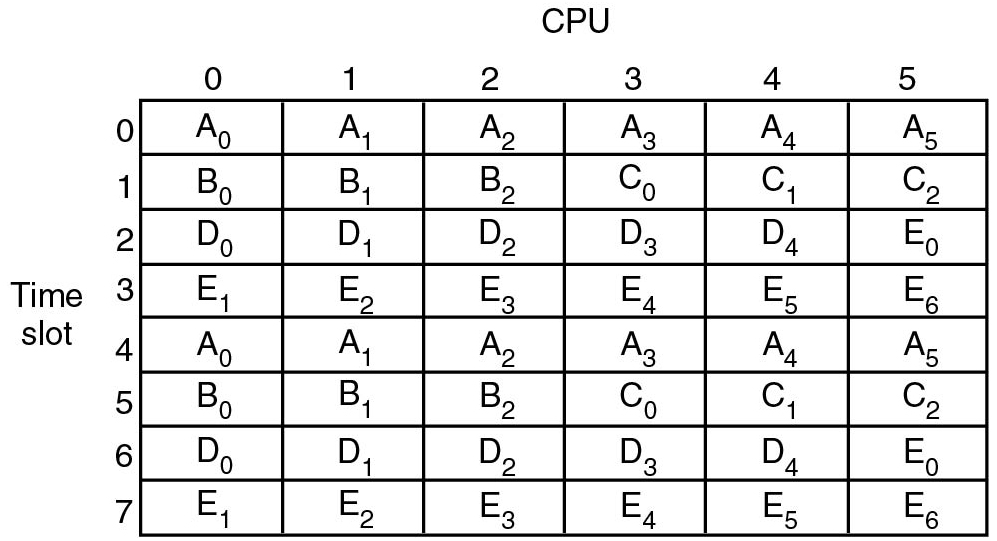 CPU
0 1 2 3 4 5
0 A0 A1 A2 A3 A4 A5
1 B0 B1 B2 C0 C1 C2
2 D0 D1 D2 D3 D4 E0
Time slot
3 E1 E2 E3 E4 E5 E6
4 A0 A1 A2 A3 A4 A5
5 B0 B1 B2 C0 C1 C2
6 D0 D1 D2 D3 D4 E0
7 E1 E2 E3 E4 E5 E6